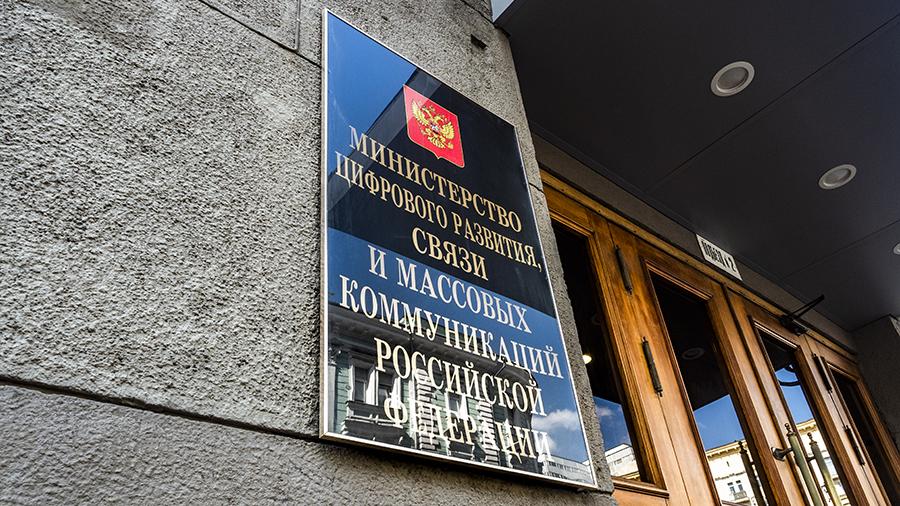 МИНИСТЕРСТВО
ЦИФРОВОГО РАЗВИТИЯ,
СВЯЗИ
И МАССОВЫХ
КОММУНИКАЦИЙ
РОССИЙСКОЙ
ФЕДЕРАЦИИ